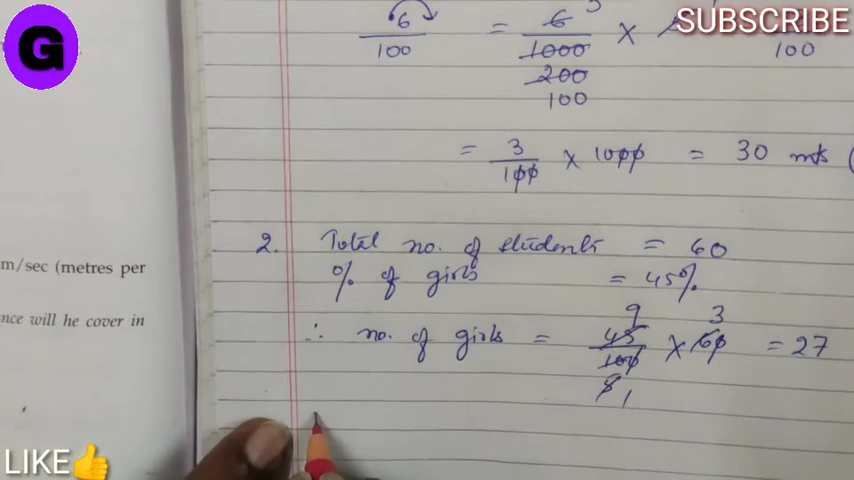 G
SUBSCRIBE
6 = 6 3 ×
100 1000 100
200
100
= 3/100 × 1000 = 30 mts (
2. Total no. of students = 60
% of girls = 45%
m/sec (metres per
9 3
∴ no. of girls = 45/100 × 60 = 27
nce will he cover in
1
LIKE👍